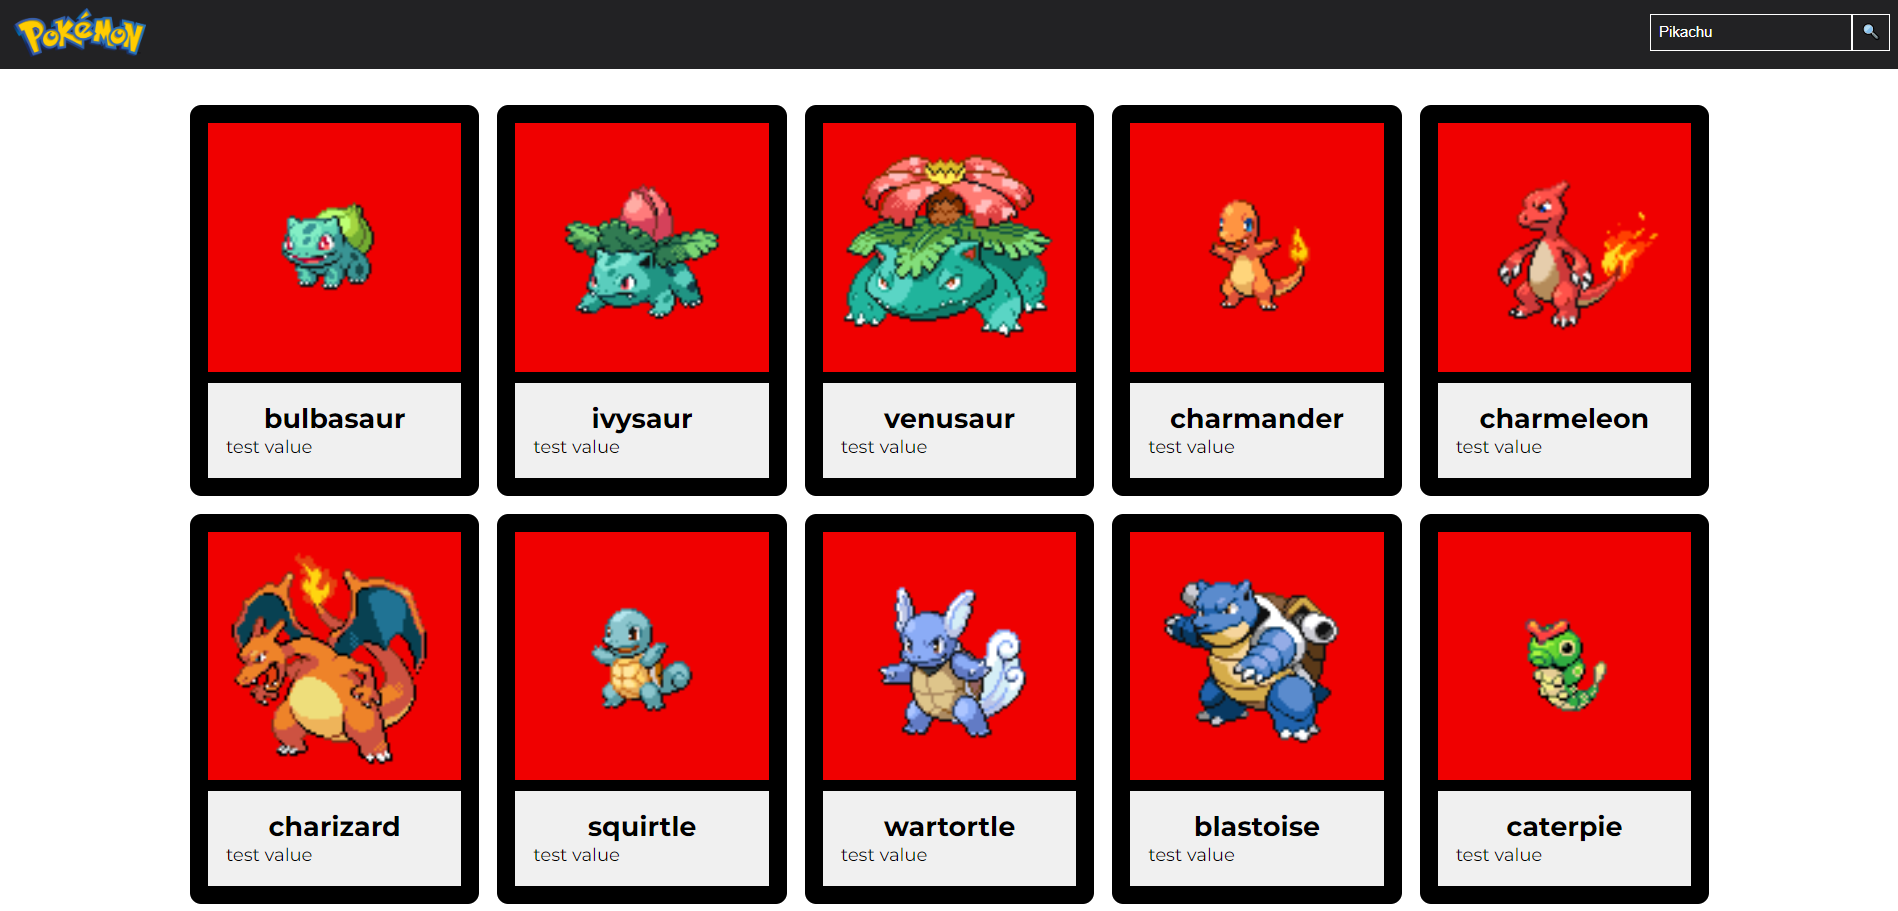 POKéMON
Pikachu
bulbasaur
test value
ivysaur
test value
venusaur
test value
charmander
test value
charmeleon
test value
charizard
test value
squirtle
test value
wartortle
test value
blastoise
test value
caterpie
test value